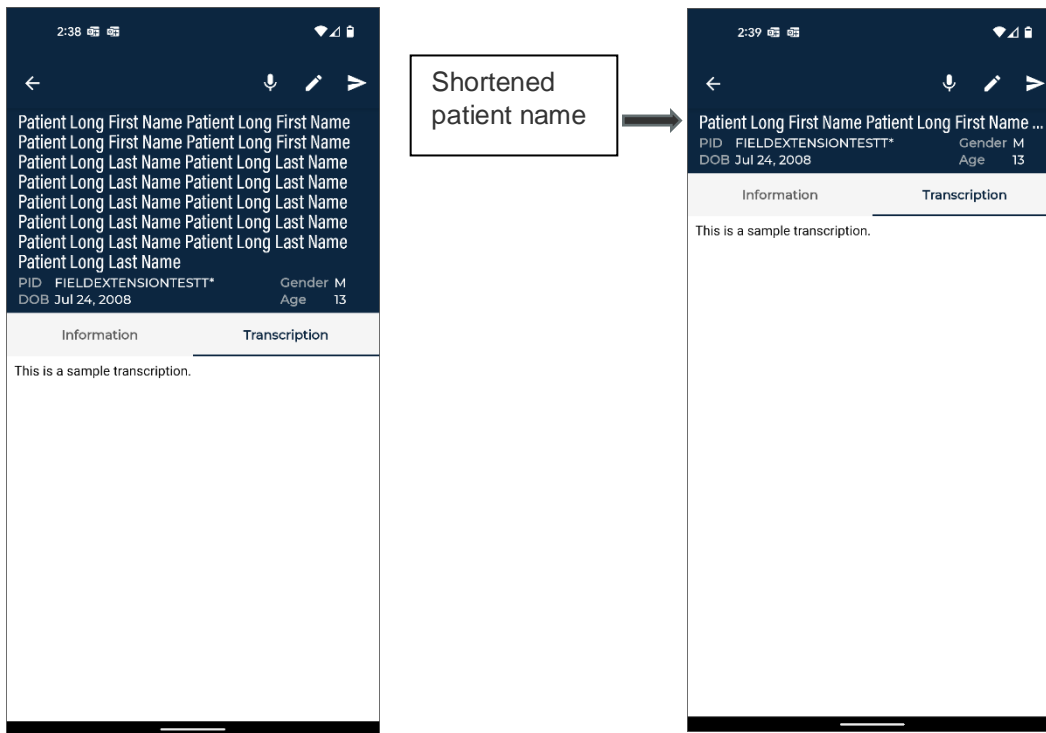 2:38
Patient Long First Name Patient Long First Name
Patient Long First Name Patient Long First Name
Patient Long Last Name Patient Long Last Name
Patient Long Last Name Patient Long Last Name
Patient Long Last Name Patient Long Last Name
Patient Long Last Name Patient Long Last Name
Patient Long Last Name Patient Long Last Name
Patient Long Last Name
PID FIELDEXTENSIONTESTT* Gender M
DOB Jul 24, 2008 Age 13
Information Transcription
This is a sample transcription.
Shortened
patient name
2:39
Patient Long First Name Patient Long First Name ...
PID FIELDEXTENSIONTESTT* Gender M
DOB Jul 24, 2008 Age 13
Information Transcription
This is a sample transcription.